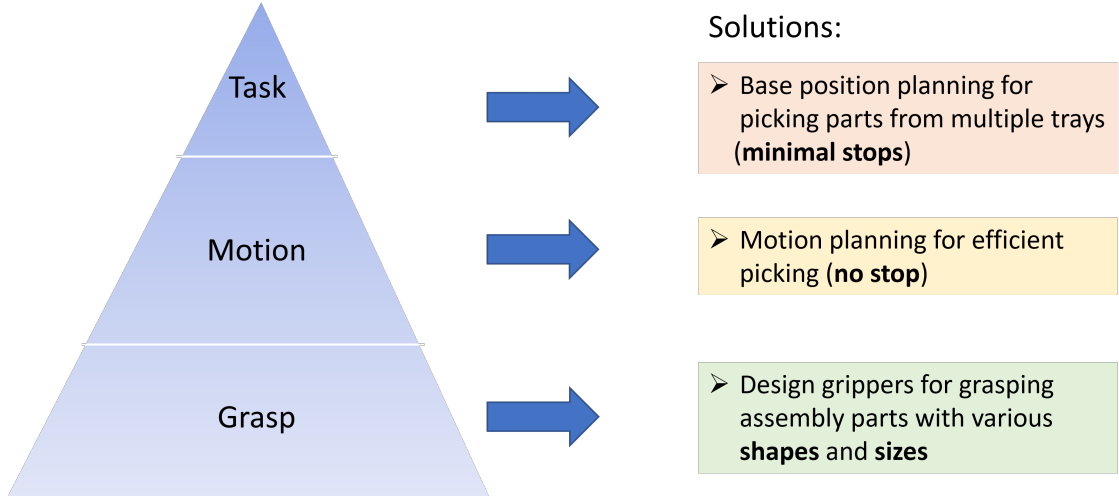 Solutions:
Task
➢ Base position planning for
picking parts from multiple trays
(minimal stops)
Motion
➢ Motion planning for efficient
picking (no stop)
Grasp
➢ Design grippers for grasping
assembly parts with various
shapes and sizes